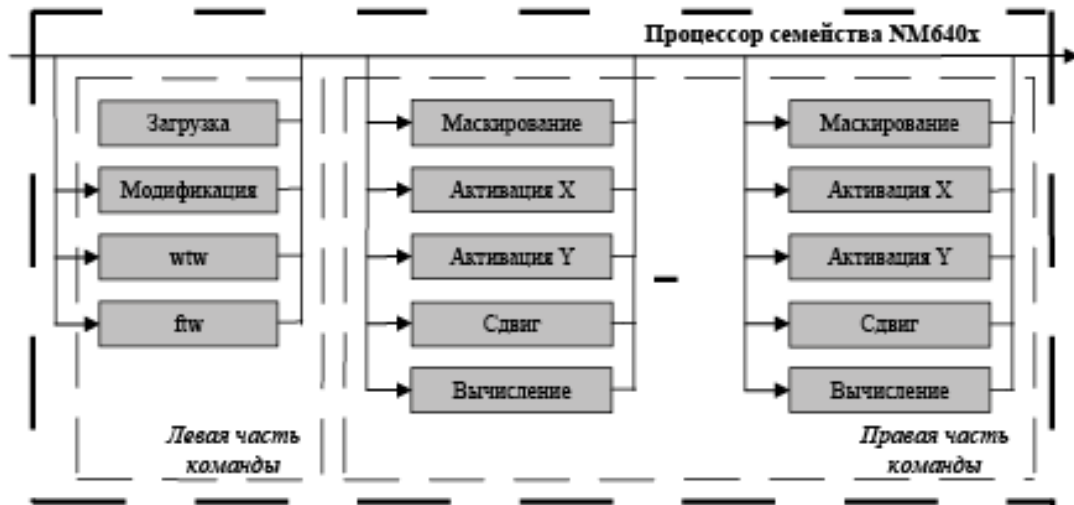 Процессор семейства NM640x
Загрузка
Модификация
wtw
ftw
Левая часть
команды
Маскирование
Активация X
Активация Y
Сдвиг
Вычисление
Маскирование
Активация X
Активация Y
Сдвиг
Вычисление
Правая часть
команды